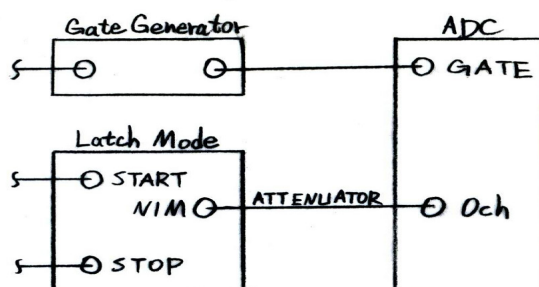 Gate Generator
ADC
GATE
Latch Mode
START
NIM
ATTENUATOR
0ch
STOP